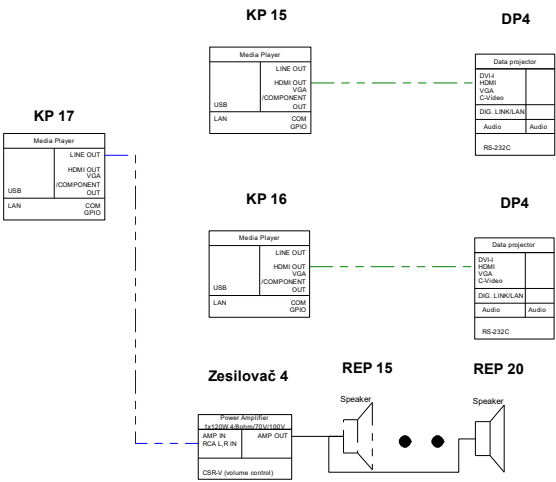 KP 15
DP4
Media Player
LINE OUT
HDMI OUT
VGA
/COMPONENT
OUT
USB
LAN
COM
GPIO
Data projector
DVI-I
HDMI
VGA
C-Video
DIG. LINK/LAN
Audio
Audio
RS-232C
KP 17
Media Player
LINE OUT
HDMI OUT
VGA
/COMPONENT
OUT
USB
LAN
COM
GPIO
KP 16
DP4
Media Player
LINE OUT
HDMI OUT
VGA
/COMPONENT
OUT
USB
LAN
COM
GPIO
Data projector
DVI-I
HDMI
VGA
C-Video
DIG. LINK/LAN
Audio
Audio
RS-232C
Zesilovač 4
REP 15
REP 20
Speaker
Speaker
Power Amplifier
1x120W 4/8ohm/70V/100V
AMP IN
RCA L,R IN
AMP OUT
CSR-V (volume control)